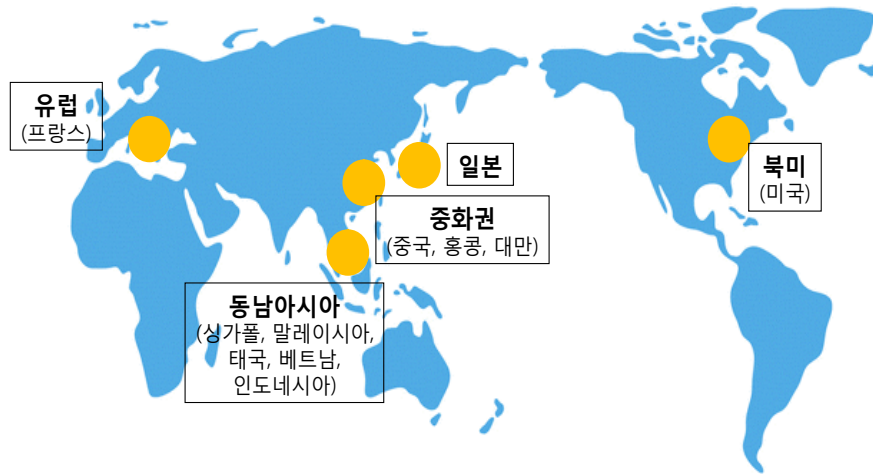 유럽
(프랑스)
일본
북미
(미국)
중화권
(중국, 홍콩, 대만)
동남아시아
(싱가폴, 말레이시아,
태국, 베트남,
인도네시아)